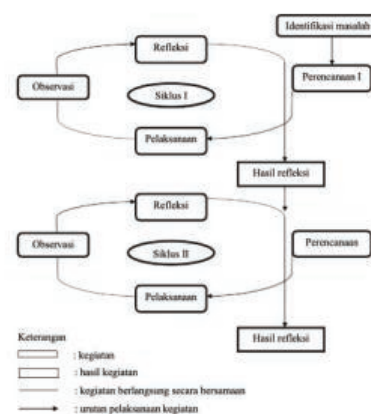 Identifikasi masalah
Refleksi
Perencanaan I
Observasi
Siklus I
Pelaksanaan
Hasil refleksi
Refleksi
Observasi
Siklus II
Perencanaan
Pelaksanaan
Hasil refleksi
Keterangan
: kegiatan
: hasil kegiatan
: kegiatan berlangsung secara bersamaan
: urutan pelaksanaan kegiatan